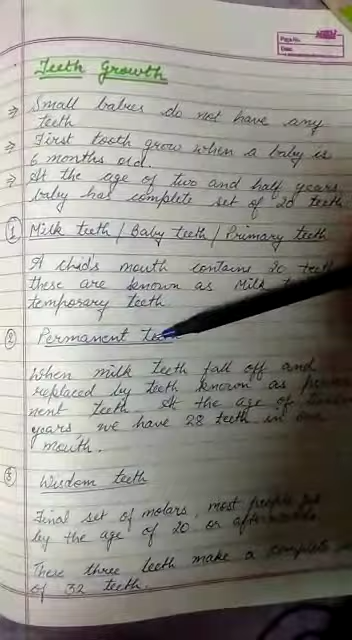 Page No.
Date:
Teeth Growth
→ Small babies do not have any
teeth
→ First tooth grow when a baby is
6 months old.
→ At the age of two and half years,
baby has complete set of 20 teeth
① Milk teeth / Baby teeth / Primary teeth
A child's mouth contains 20 teeth
these are known as Milk
temporary teeth
② Permanent
When milk teeth fall off and
replaced by teeth known as
nent teeth. At the age of
years, we have 28 teeth in our
mouth.
③ Wisdom teeth
Final set of molars, most people
by the age of 20 or
These three teeth make a complete
of 32 teeth.